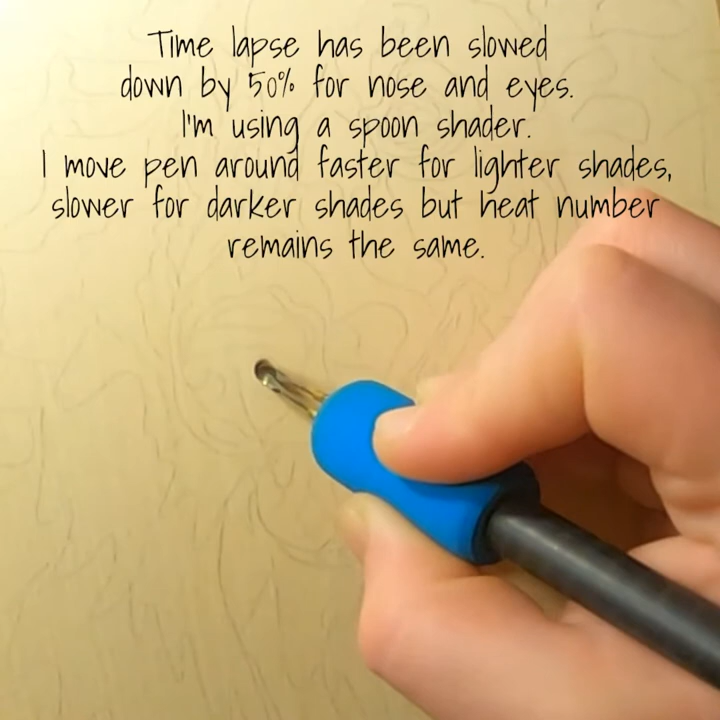 Time lapse has been slowed
down by 50% for nose and eyes.
I'm using a spoon shader.
I move pen around faster for lighter shades,
slower for darker shades but heat number
remains the same.